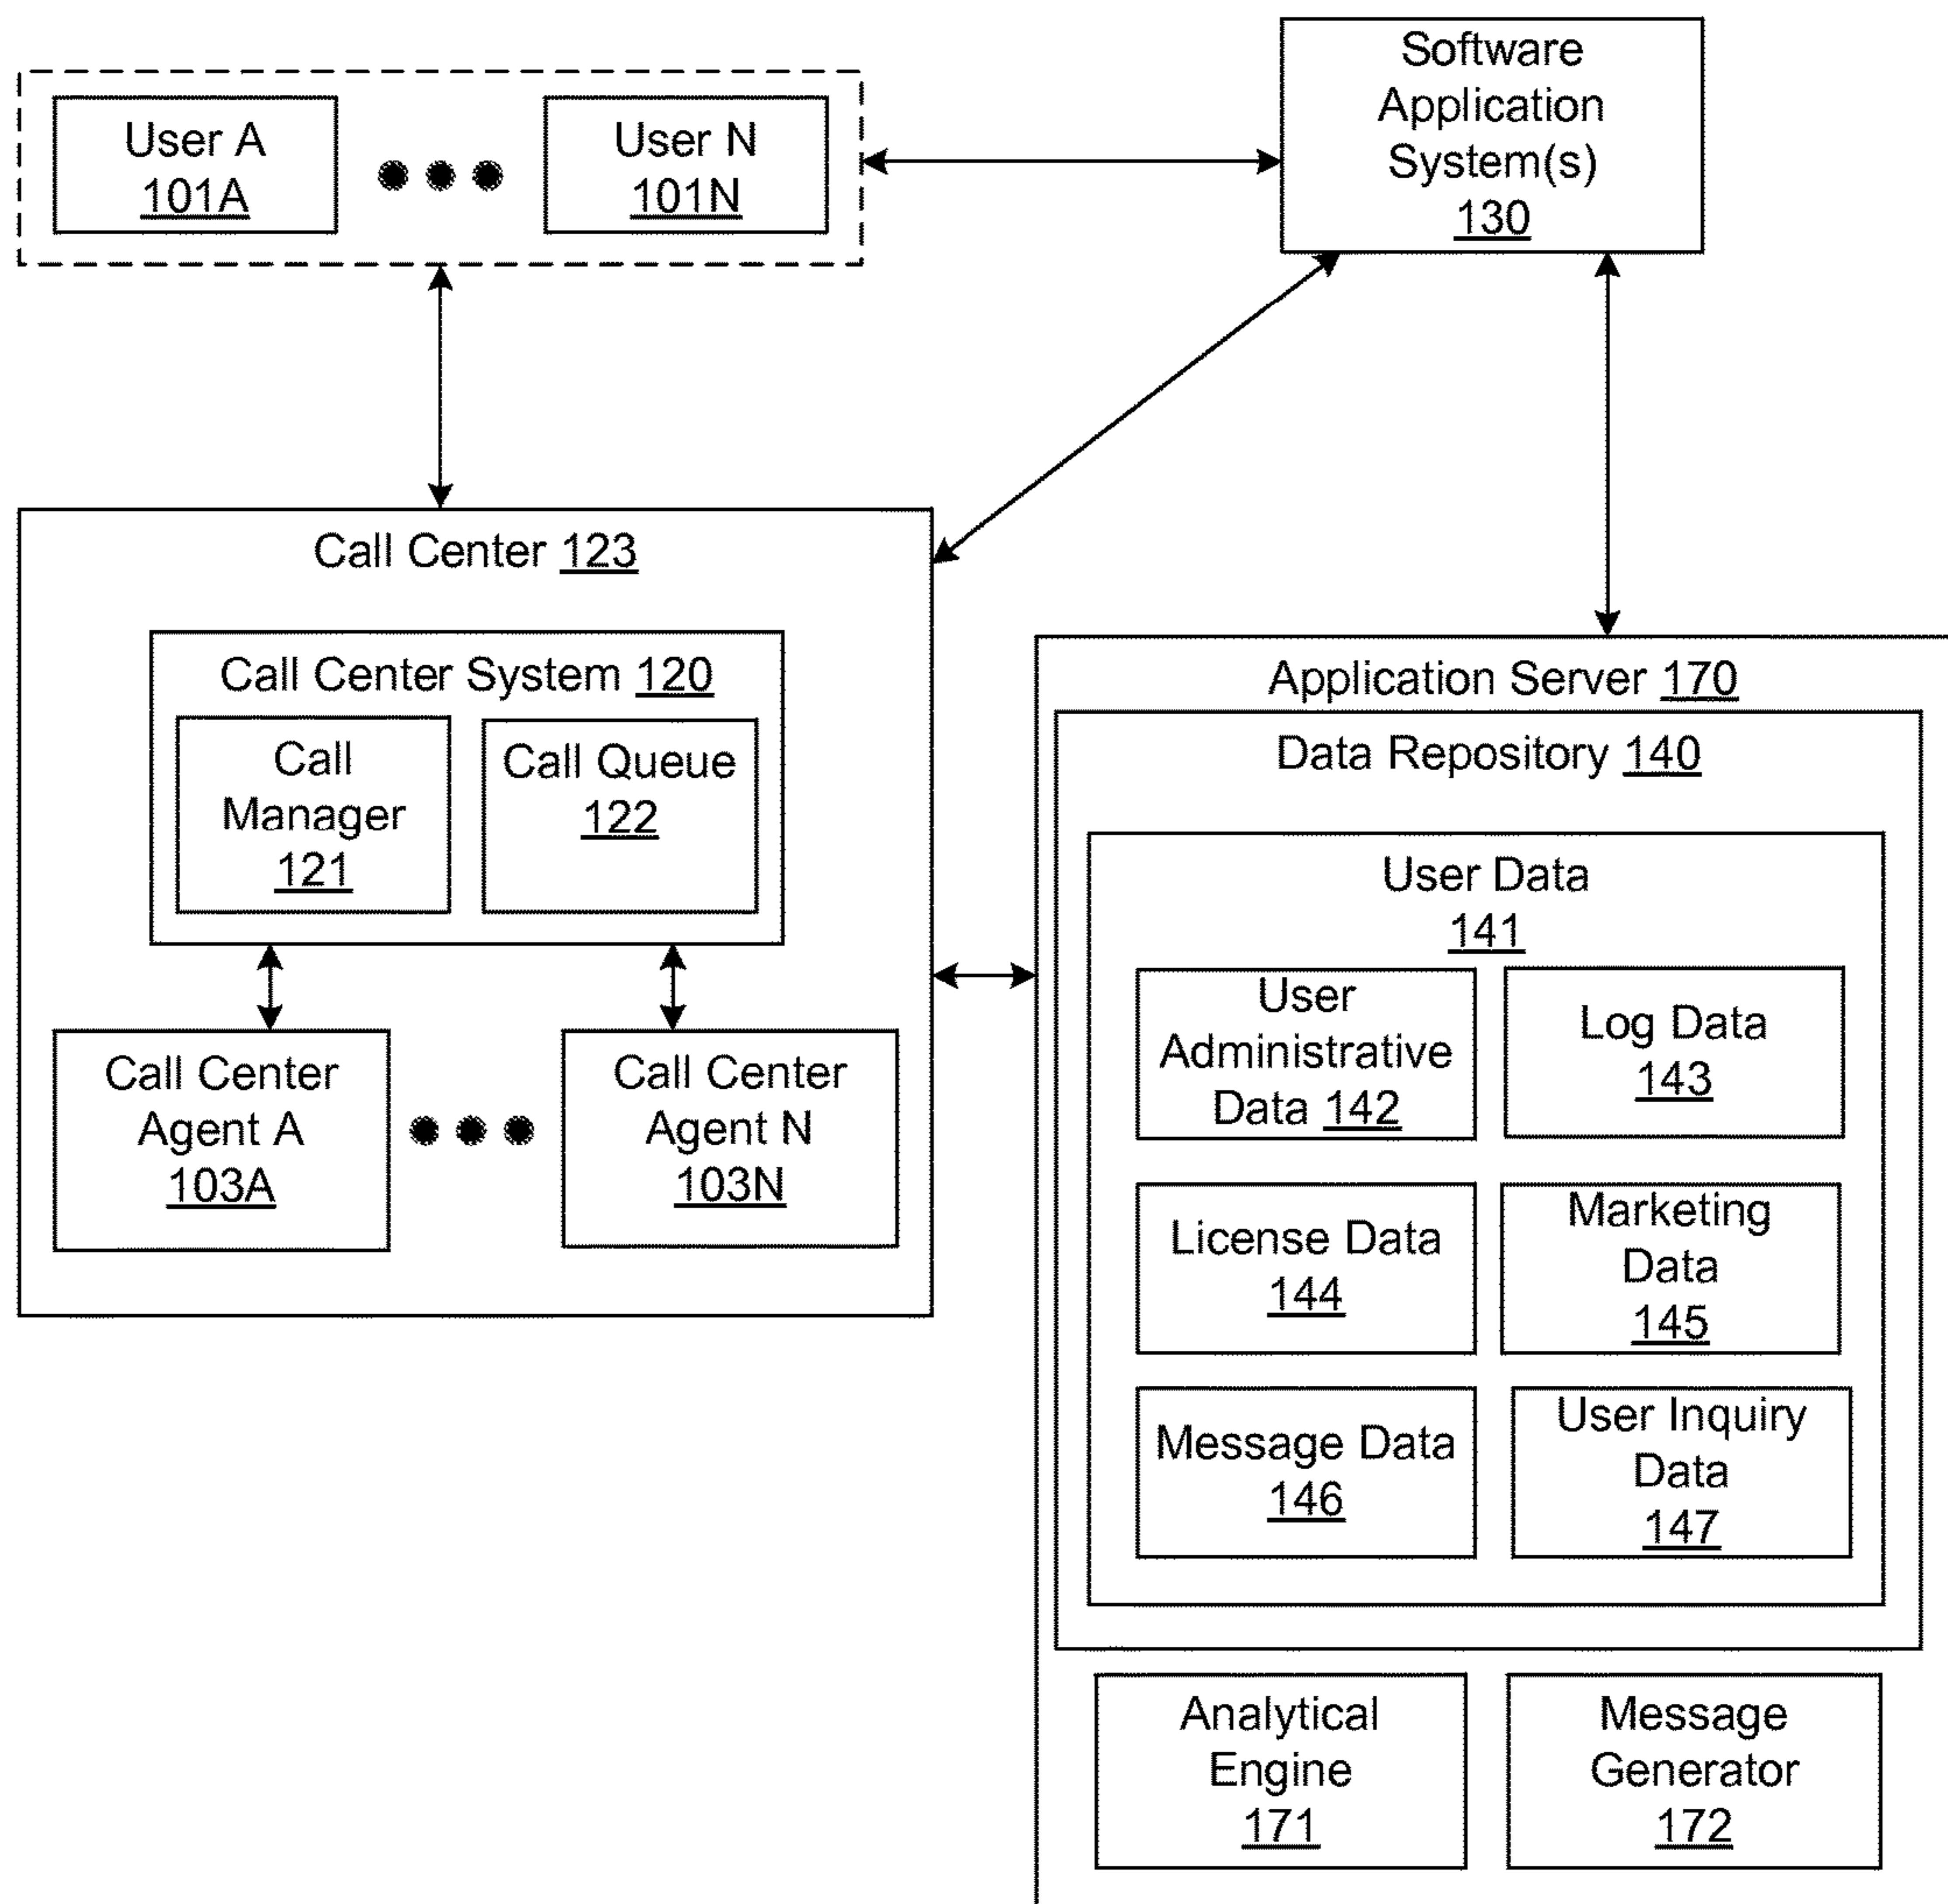 User A
101A
User N
101N
Software
Application
System(s)
130
Call Center 123
Call Center System 120
Call
Manager
121
Call Queue
122
Call Center
Agent A
103A
Call Center
Agent N
103N
Application Server 170
Data Repository 140
User Data
141
User
Administrative
Data 142
Log Data
143
License Data
144
Marketing
Data
145
Message Data
146
User Inquiry
Data
147
Analytical
Engine
171
Message
Generator
172